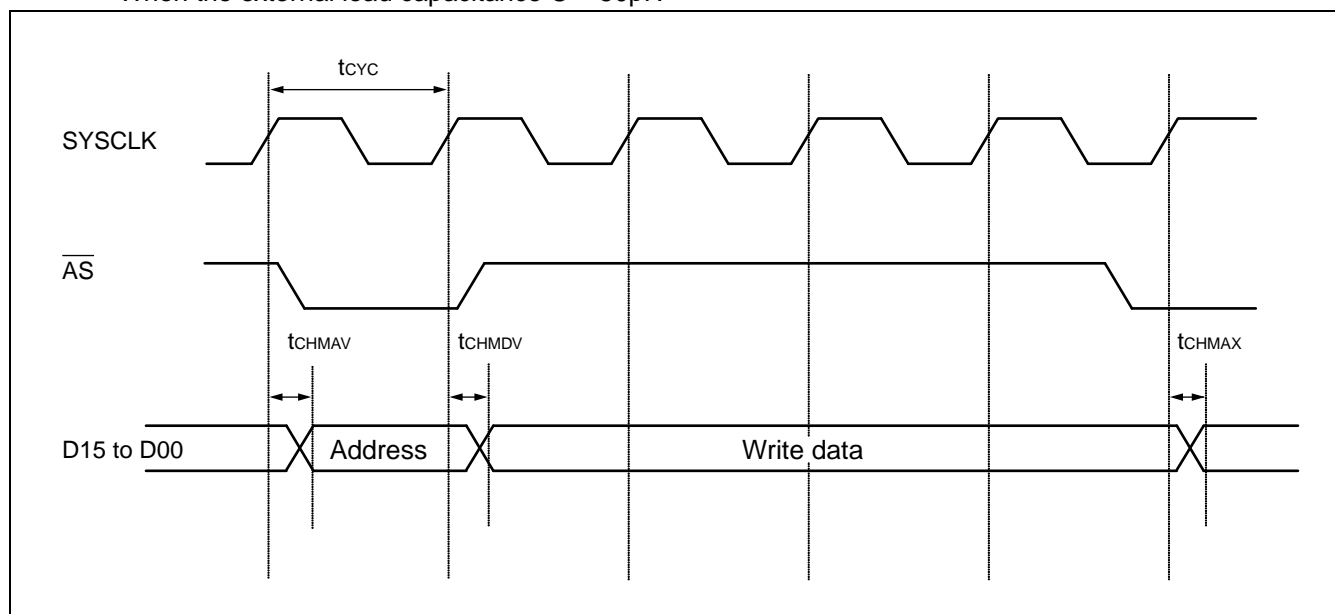 tCYC
SYSCLK
AS
tCHMAV tCHMDV tCHMAX
D15 to D00 Address Write data